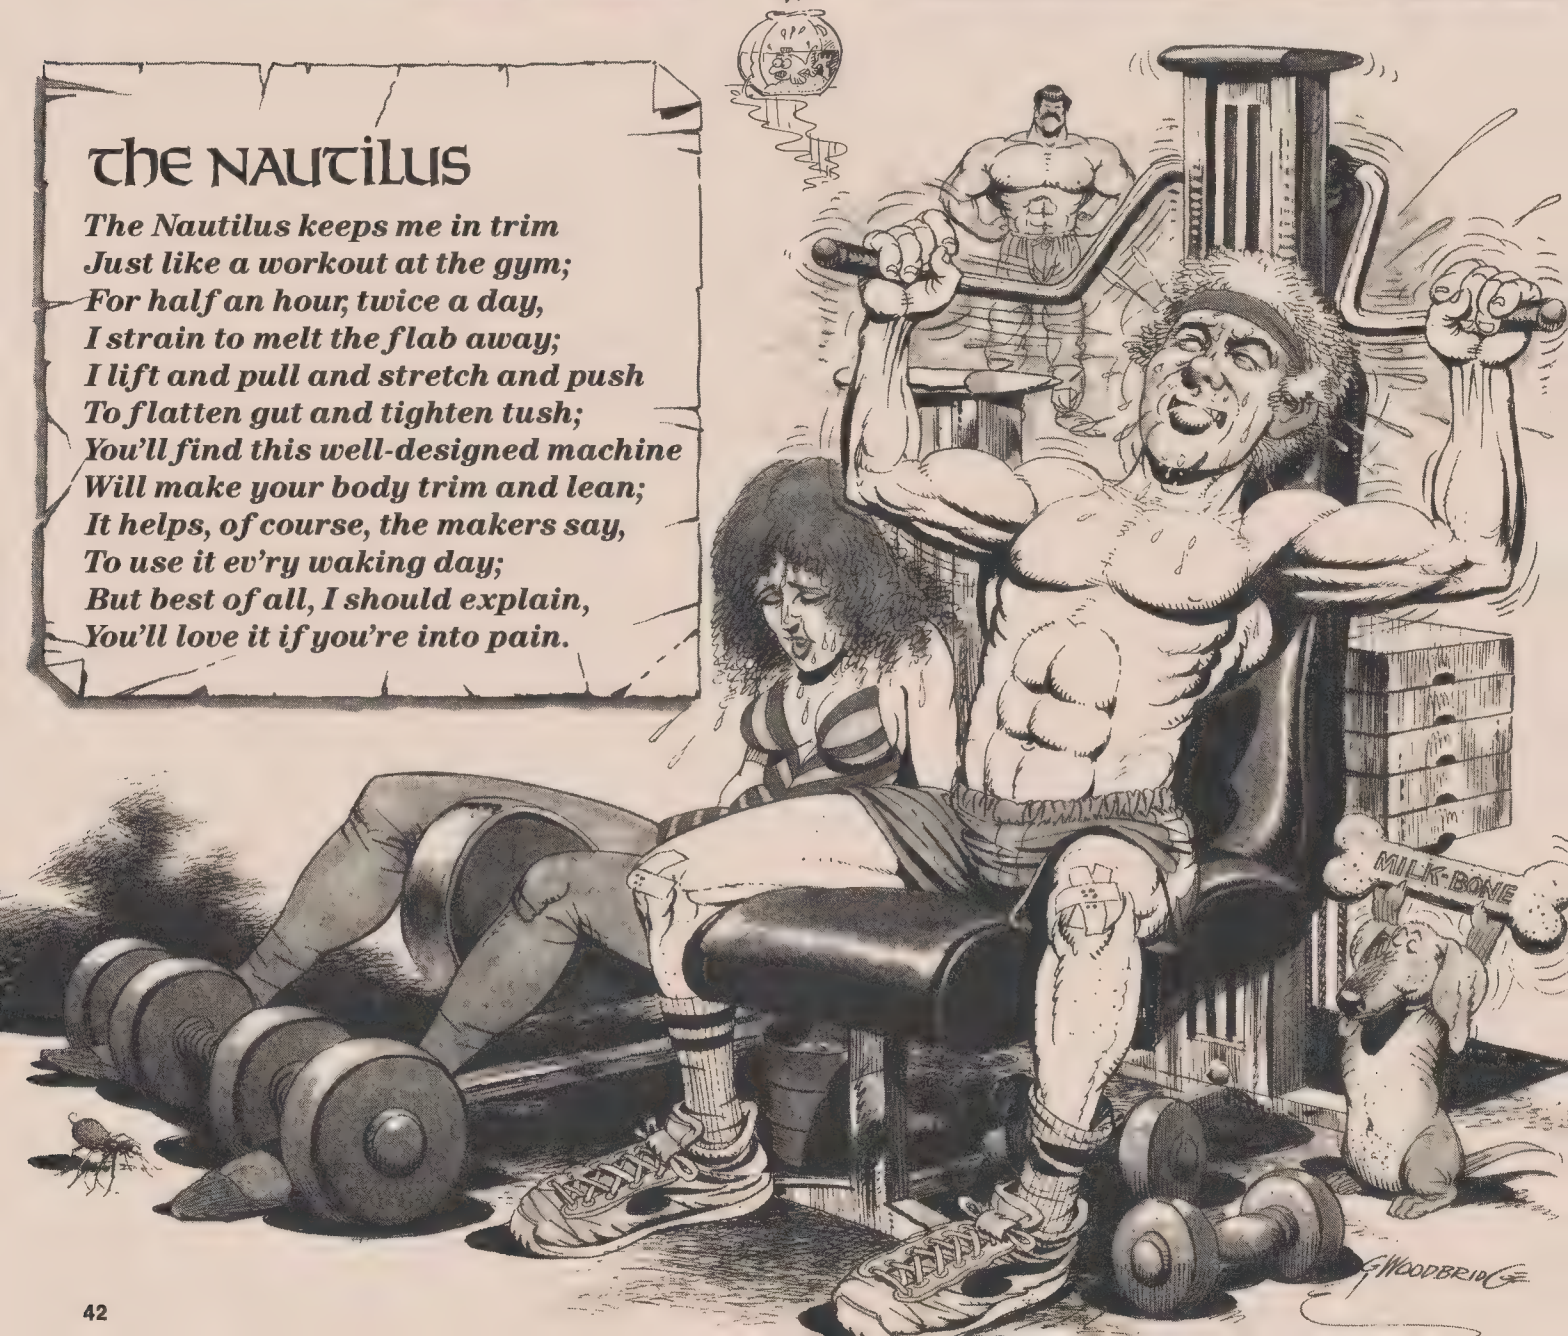 the NAUTILUS
The Nautilus keeps me in trim
Just like a workout at the gym;
For half an hour, twice a day,
I strain to melt the flab away;
I lift and pull and stretch and push
To flatten gut and tighten tush;
You'll find this well-designed machine
Will make your body trim and lean;
It helps, of course, the makers say,
To use it ev'ry waking day;
But best of all, I should explain,
You'll love it if you're into pain.
MILK-BONE
GWOODBRIDGE
42